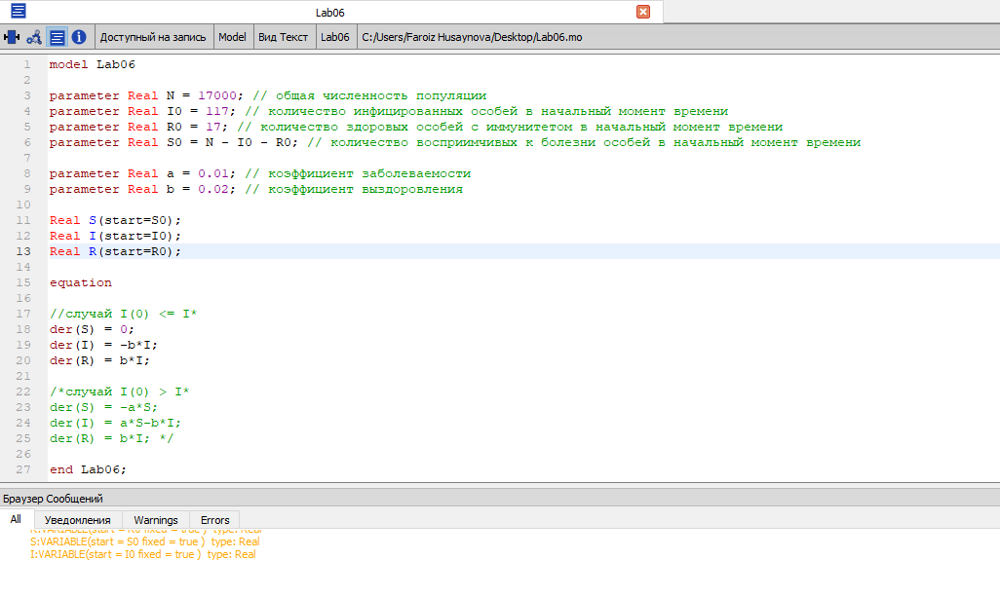 Lab06
Доступный на запись Model Вид Текст Lab06 C:/Users/Faroiz Husaynova/Desktop/Lab06.mo
1 model Lab06
2
3 parameter Real N = 17000; // общая численность популяции
4 parameter Real I0 = 117; // количество инфицированных особей в начальный момент времени
5 parameter Real R0 = 17; // количество здоровых особей с иммунитетом в начальный момент времени
6 parameter Real S0 = N - I0 - R0; // количество восприимчивых к болезни особей в начальный момент времени
7
8 parameter Real a = 0.01; // коэффициент заболеваемости
9 parameter Real b = 0.02; // коэффициент выздоровления
10
11 Real S(start=S0);
12 Real I(start=I0);
13 Real R(start=R0);
14
15 equation
16
17 //случай I(0) <= I*
18 der(S) = 0;
19 der(I) = -b*I;
20 der(R) = b*I;
21
22 /*случай I(0) > I*
23 der(S) = -a*S;
24 der(I) = a*S-b*I;
25 der(R) = b*I; */
26
27 end Lab06;
Браузер Сообщений
All Уведомления Warnings Errors
R:VARIABLE(start = R0 fixed = true ) type: Real
S:VARIABLE(start = S0 fixed = true ) type: Real
I:VARIABLE(start = I0 fixed = true ) type: Real